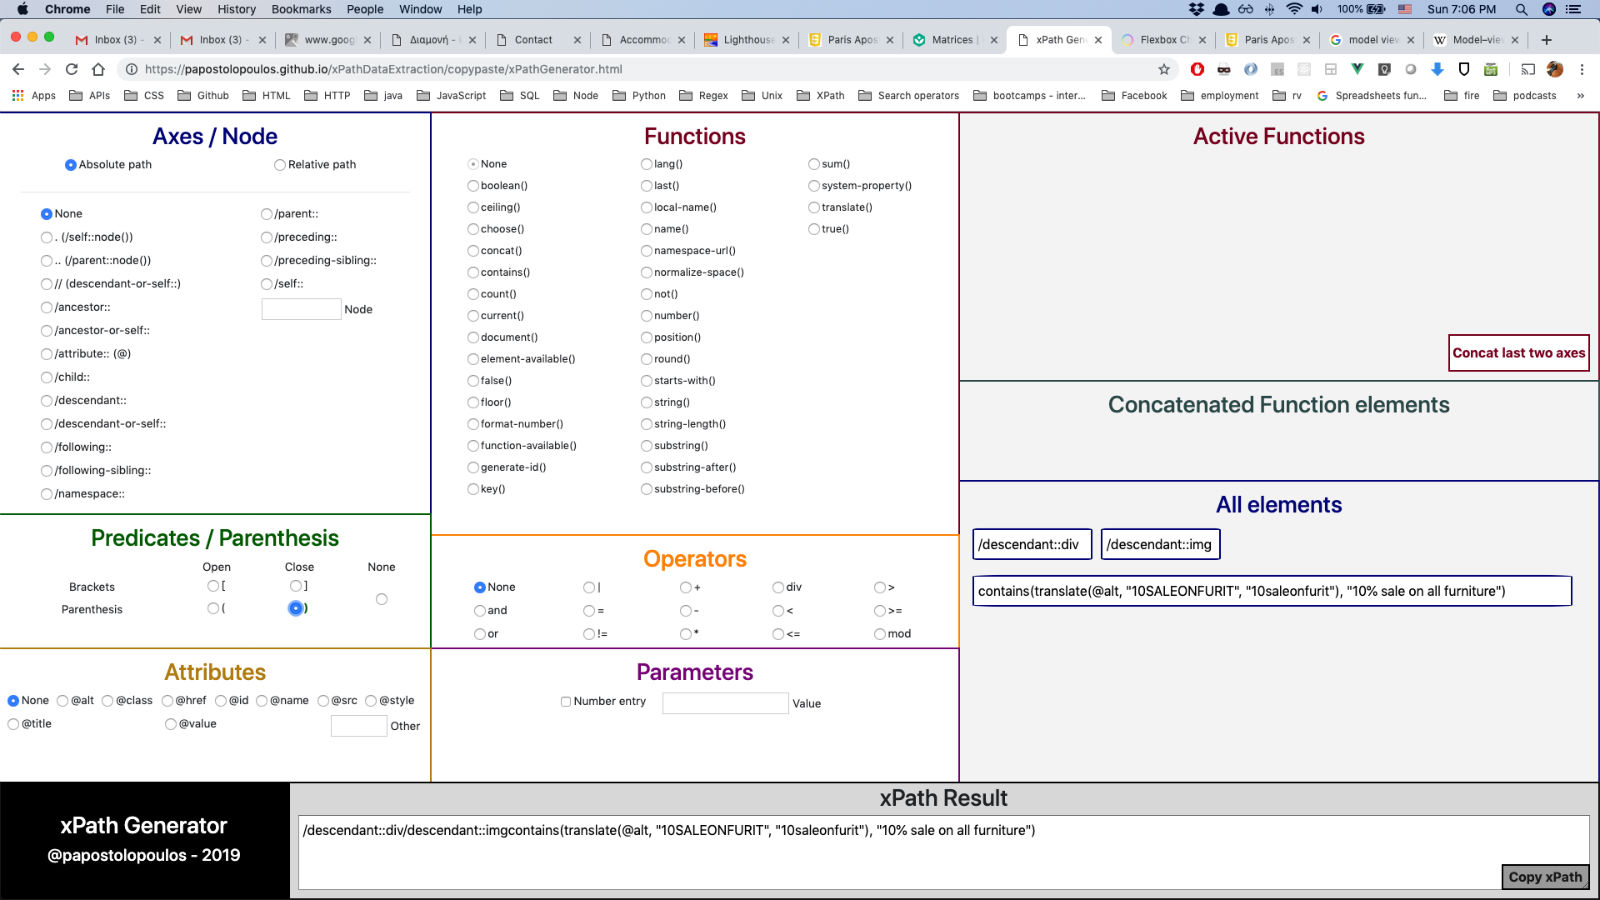 Chrome File Edit View History Bookmarks People Window Help 100% Sun 7:06 PM
Inbox (3) - Inbox (3) - www.goog Διαμονή - Contact Accommod Lighthouse Paris Apos Matrices | xPath Gen Flexbox Ch Paris Apos model view Model–view
https://papostolopoulos.github.io/xPathDataExtraction/copypaste/xPathGenerator.html
Apps APIs CSS Github HTML HTTP java JavaScript SQL Node Python Regex Unix XPath Search operators bootcamps - inter... Facebook employment rv Spreadsheets fun... fire podcasts »
Axes / Node
Absolute path Relative path
None /parent::
. (/self::node()) /preceding::
.. (/parent::node()) /preceding-sibling::
// (descendant-or-self::) /self::
/ancestor:: Node
/ancestor-or-self::
/attribute:: (@)
/child::
/descendant::
/descendant-or-self::
/following::
/following-sibling::
/namespace::
Predicates / Parenthesis
Open Close None
Brackets [ ]
Parenthesis ( )
Attributes
None @alt @class @href @id @name @src @style
@title @value Other
Functions
None lang() sum()
boolean() last() system-property()
ceiling() local-name() translate()
choose() name() true()
concat() namespace-url()
contains() normalize-space()
count() not()
current() number()
document() position()
element-available() round()
false() starts-with()
floor() string()
format-number() string-length()
function-available() substring()
generate-id() substring-after()
key() substring-before()
Operators
None | + div >
and = - < >=
or != * <= mod
Parameters
Number entry Value
Active Functions
Concat last two axes
Concatenated Function elements
All elements
/descendant::div /descendant::img
contains(translate(@alt, "10SALEONFURIT", "10saleonfurit"), "10% sale on all furniture")
xPath Generator
@papostolopoulos - 2019
xPath Result
/descendant::div/descendant::imgcontains(translate(@alt, "10SALEONFURIT", "10saleonfurit"), "10% sale on all furniture")
Copy xPath